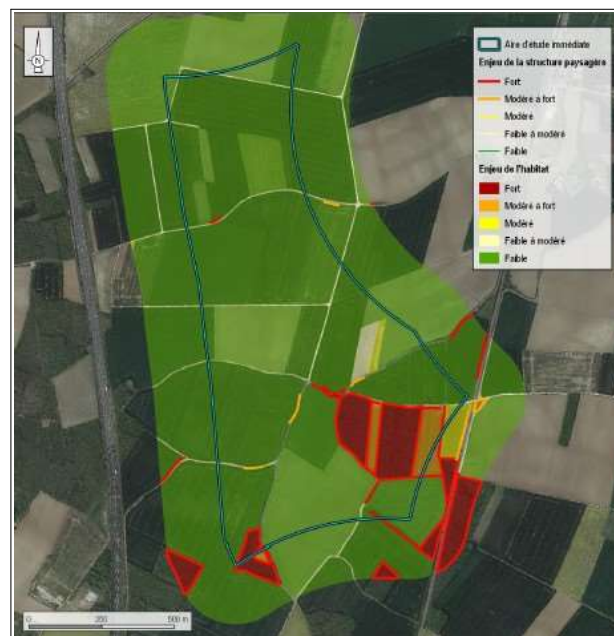 N
Aire d'étude immédiate
Enjeu de la structure paysagère
Fort
Modéré à fort
Modéré
Faible à modéré
Faible
Enjeu de l'habitat
Fort
Modéré à fort
Modéré
Faible à modéré
Faible
0 250 500 m